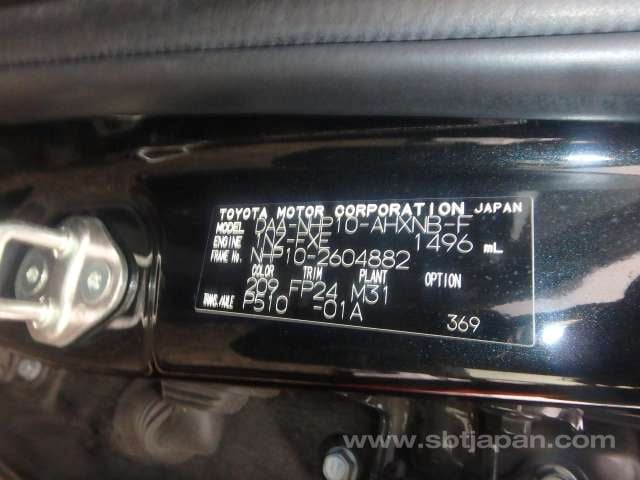 TOYOTA MOTOR CORPORATION JAPAN
MODEL DAA-NHP10-AHXNB-F
ENGINE 1NZ-FXE 1496 mL
FRAME No. NHP10-2604882
COLOR TRIM PLANT OPTION
209 FP24 M31
TRANS./AXLE P510 -01A
369
www.sbtjapan.com